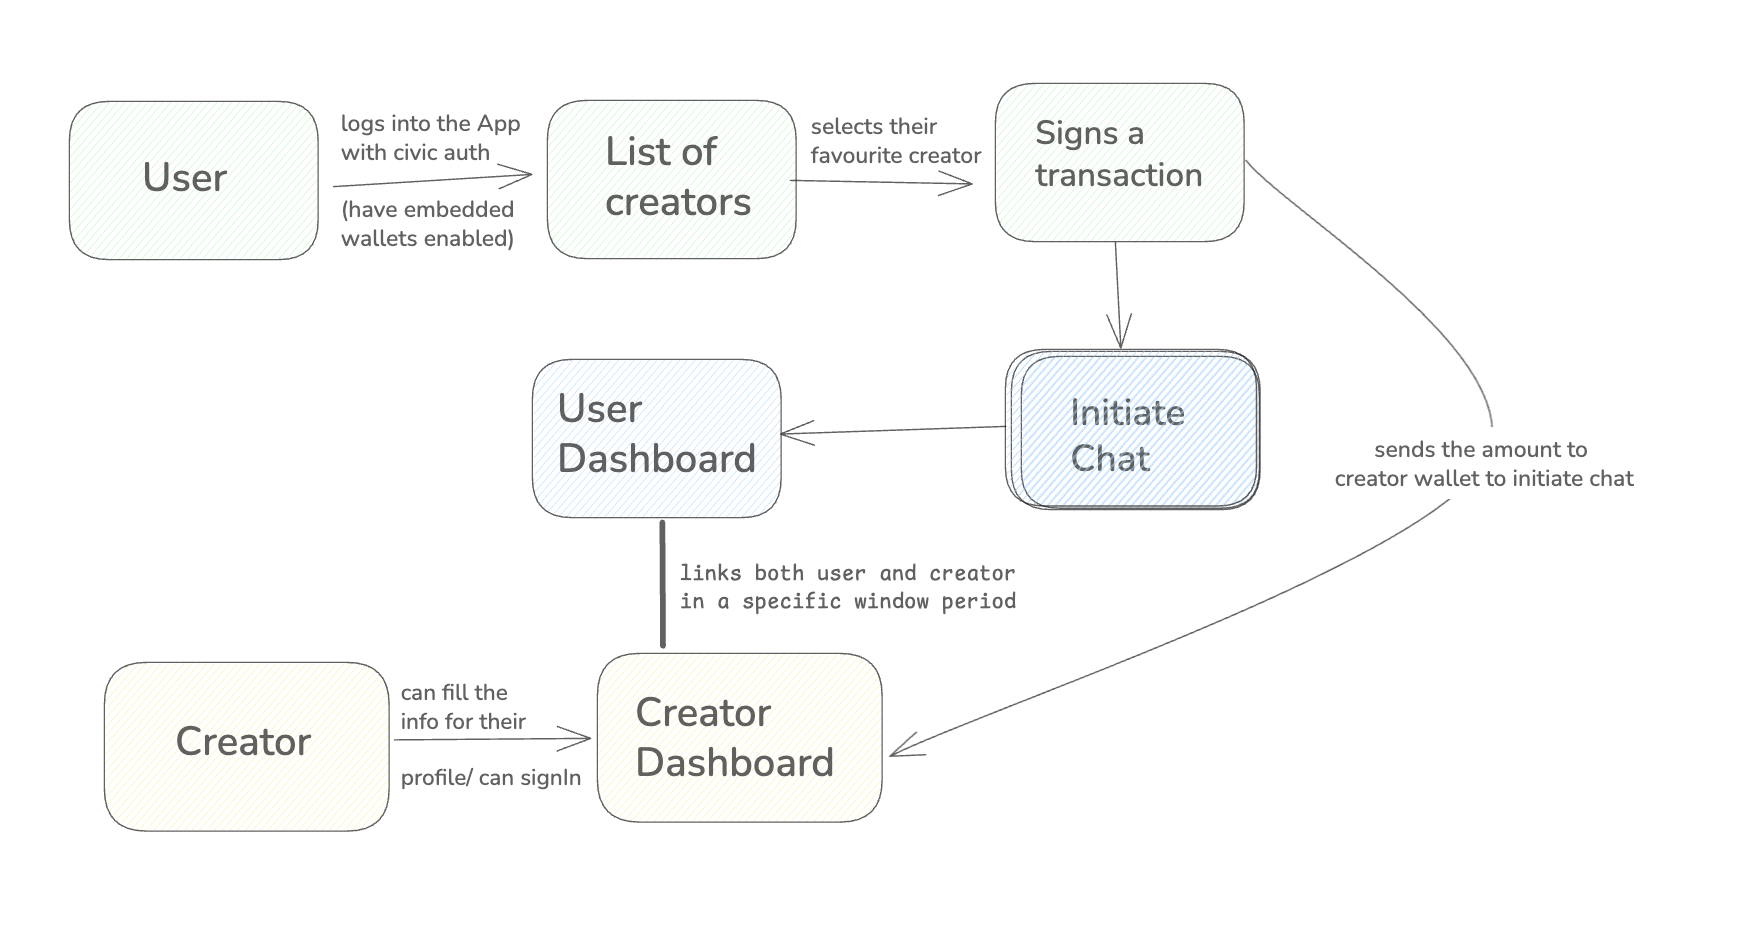 User
logs into the App
with civic auth
(have embedded
wallets enabled)
List of
creators
selects their
favourite creator
Signs a
transaction
User
Dashboard
Initiate
Chat
sends the amount to
creator wallet to initiate chat
links both user and creator
in a specific window period
Creator
can fill the
info for their
profile/ can signIn
Creator
Dashboard